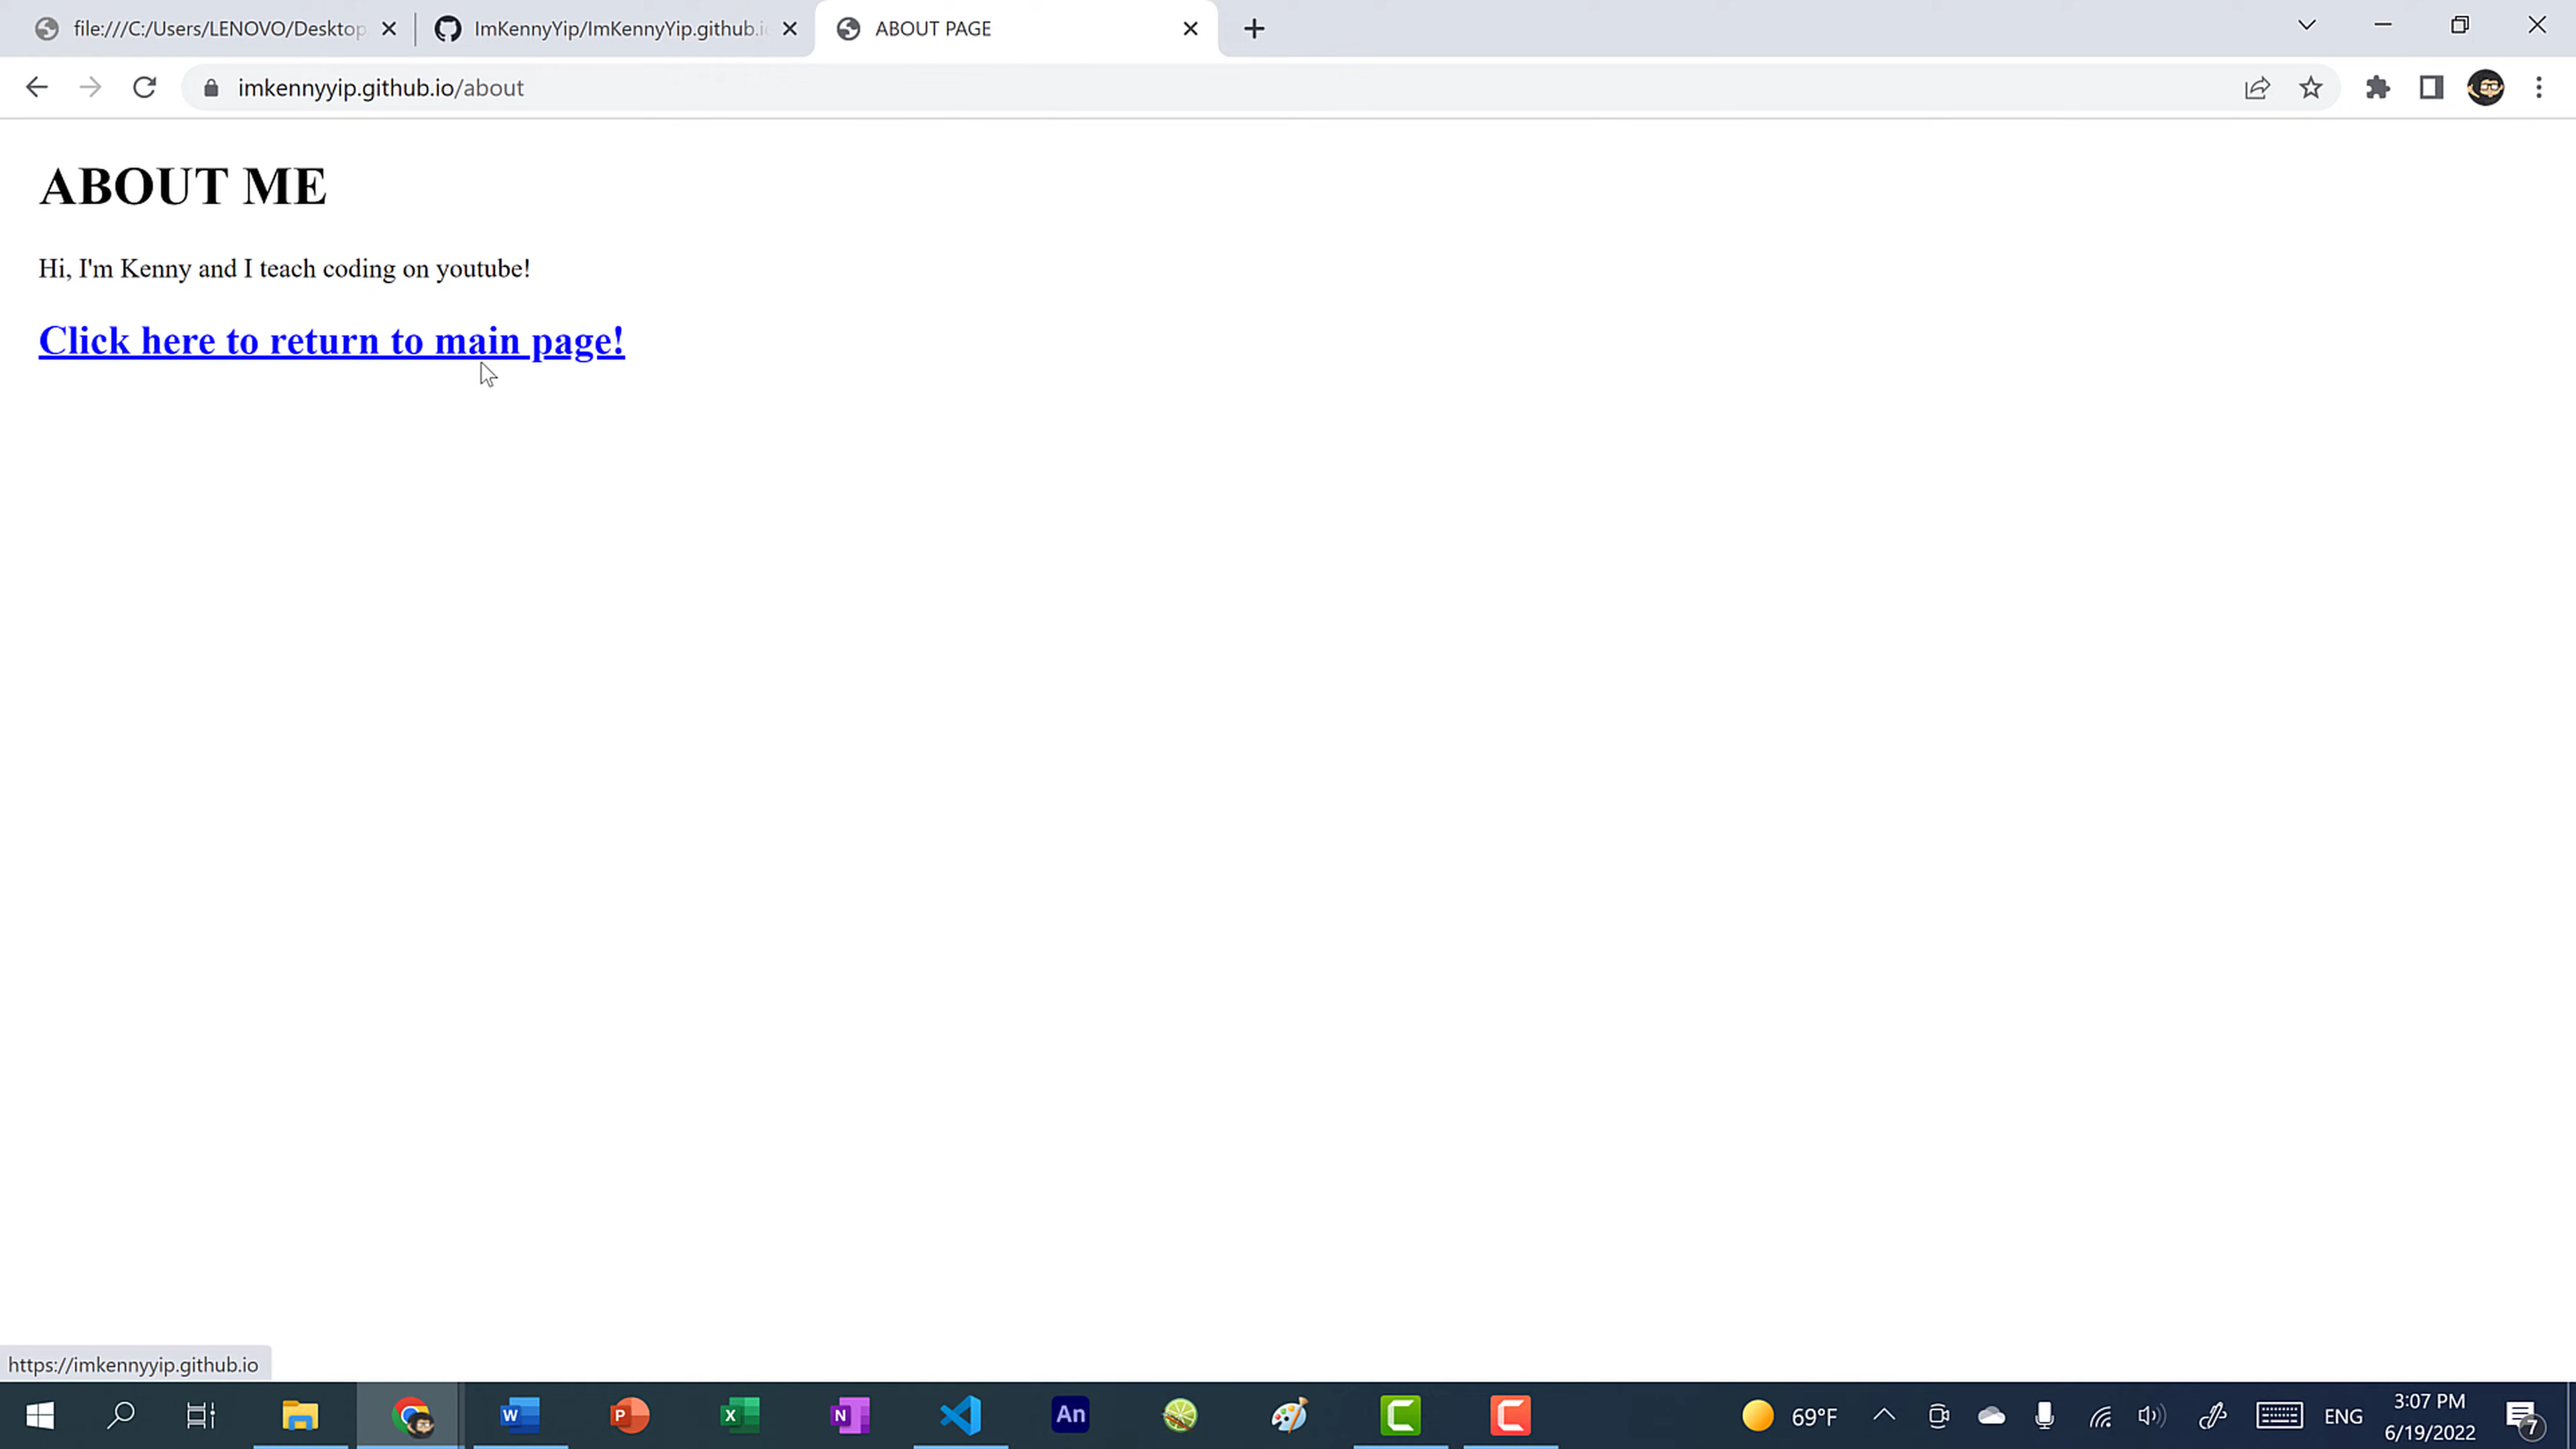 file:///C:/Users/LENOVO/Desktop
ImKennyYip/ImKennyYip.github.i
ABOUT PAGE
imkennyyip.github.io/about
ABOUT ME
Hi, I'm Kenny and I teach coding on youtube!
Click here to return to main page!
https://imkennyyip.github.io
W
P
X
N
An
C
C
69°F
ENG
3:07 PM
6/19/2022
7